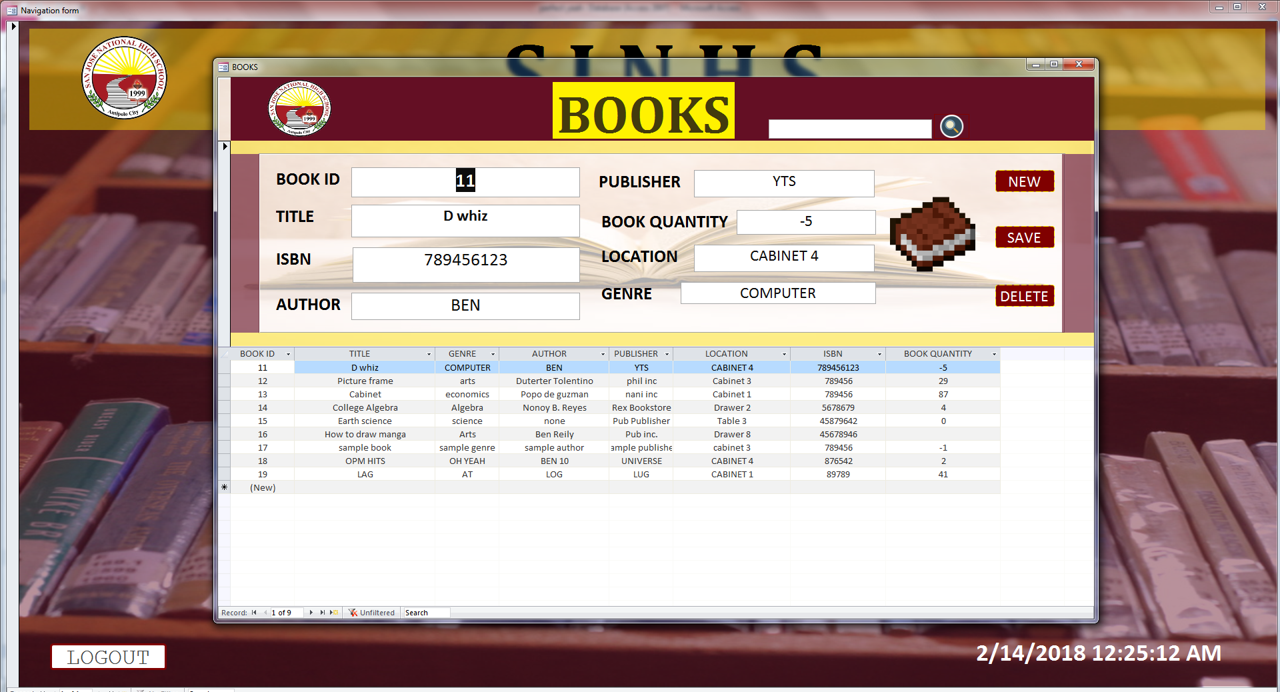 Navigation form
SJNHS
SAN JOSE NATIONAL HIGH SCHOOL
1999
Antipolo City
BOOKS
SAN JOSE NATIONAL HIGH SCHOOL
1999
Antipolo City
BOOKS
BOOK ID 11 PUBLISHER YTS NEW
TITLE D whiz BOOK QUANTITY -5 SAVE
ISBN 789456123 LOCATION CABINET 4
AUTHOR BEN GENRE COMPUTER DELETE
BOOK ID TITLE GENRE AUTHOR PUBLISHER LOCATION ISBN BOOK QUANTITY
11 D whiz COMPUTER BEN YTS CABINET 4 789456123 -5
12 Picture frame arts Duterter Tolentino phil inc Cabinet 3 789456 29
13 Cabinet economics Popo de guzman nani inc Cabinet 1 789456 87
14 College Algebra Algebra Nonoy B. Reyes Rex Bookstore Drawer 2 5678679 4
15 Earth science science none Pub Publisher Table 3 45879642 0
16 How to draw manga Arts Ben Reily Pub inc. Drawer 8 45678946
17 sample book sample genre sample author ample publishe cabinet 3 789456 -1
18 OPM HITS OH YEAH BEN 10 UNIVERSE CABINET 4 876542 2
19 LAG AT LOG LUG CABINET 1 89789 41
(New)
Record: 1 of 9 Unfiltered Search
LOGOUT
2/14/2018 12:25:12 AM